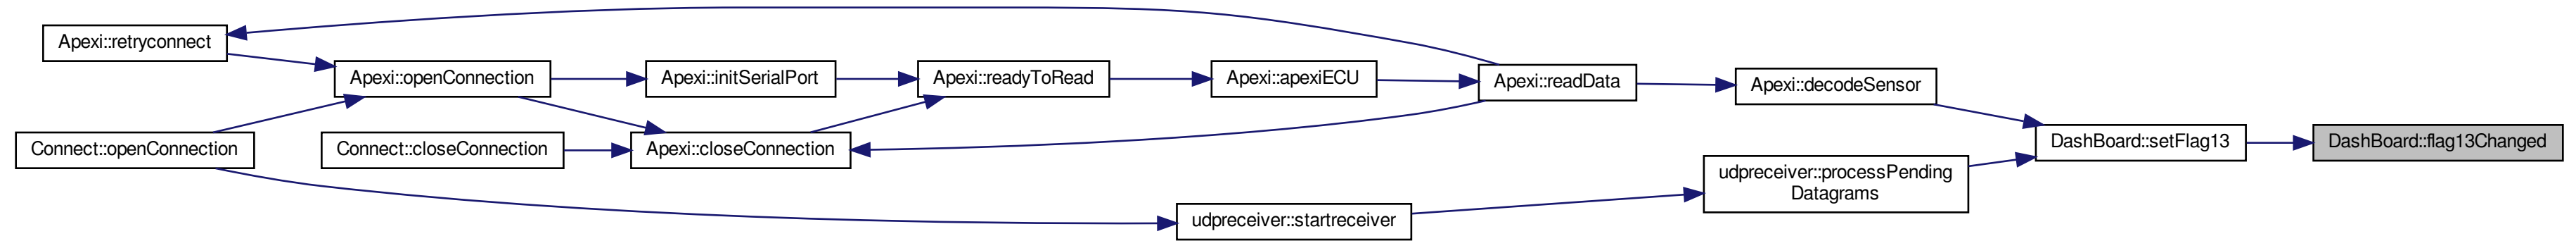 Apexi::retryconnect
Apexi::openConnection
Apexi::initSerialPort
Apexi::readyToRead
Apexi::apexiECU
Apexi::readData
Apexi::decodeSensor
Connect::openConnection
Connect::closeConnection
Apexi::closeConnection
DashBoard::setFlag13
DashBoard::flag13Changed
udpreceiver::processPending
Datagrams
udpreceiver::startreceiver